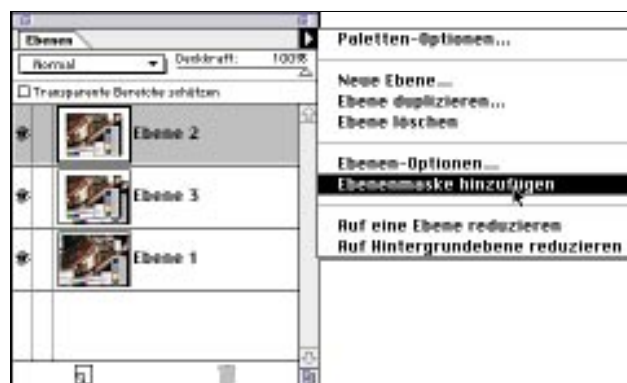 Ebenen
Normal
Deckkraft: 100%
Transparente Bereiche schützen
Ebene 2
Ebene 3
Ebene 1
Paletten-Optionen...
Neue Ebene...
Ebene duplizieren...
Ebene löschen
Ebenen-Optionen...
Ebenenmaske hinzufügen
Auf eine Ebene reduzieren
Auf Hintergrundebene reduzieren